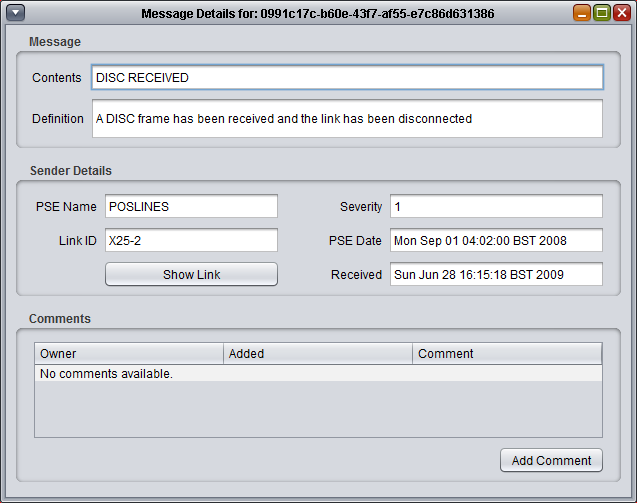 Message Details for: 0991c17c-b60e-43f7-af55-e7c86d631386
Message
Contents DISC RECEIVED
Definition A DISC frame has been received and the link has been disconnected
Sender Details
PSE Name POSLINES Severity 1
Link ID X25-2 PSE Date Mon Sep 01 04:02:00 BST 2008
Show Link Received Sun Jun 28 16:15:18 BST 2009
Comments
Owner Added Comment
No comments available.
Add Comment